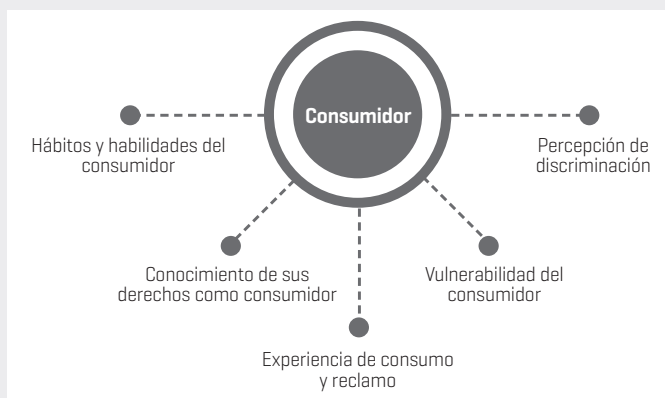 Consumidor
Hábitos y habilidades del
consumidor
Percepción de
discriminación
Conocimiento de sus
derechos como consumidor
Vulnerabilidad del
consumidor
Experiencia de consumo
y reclamo